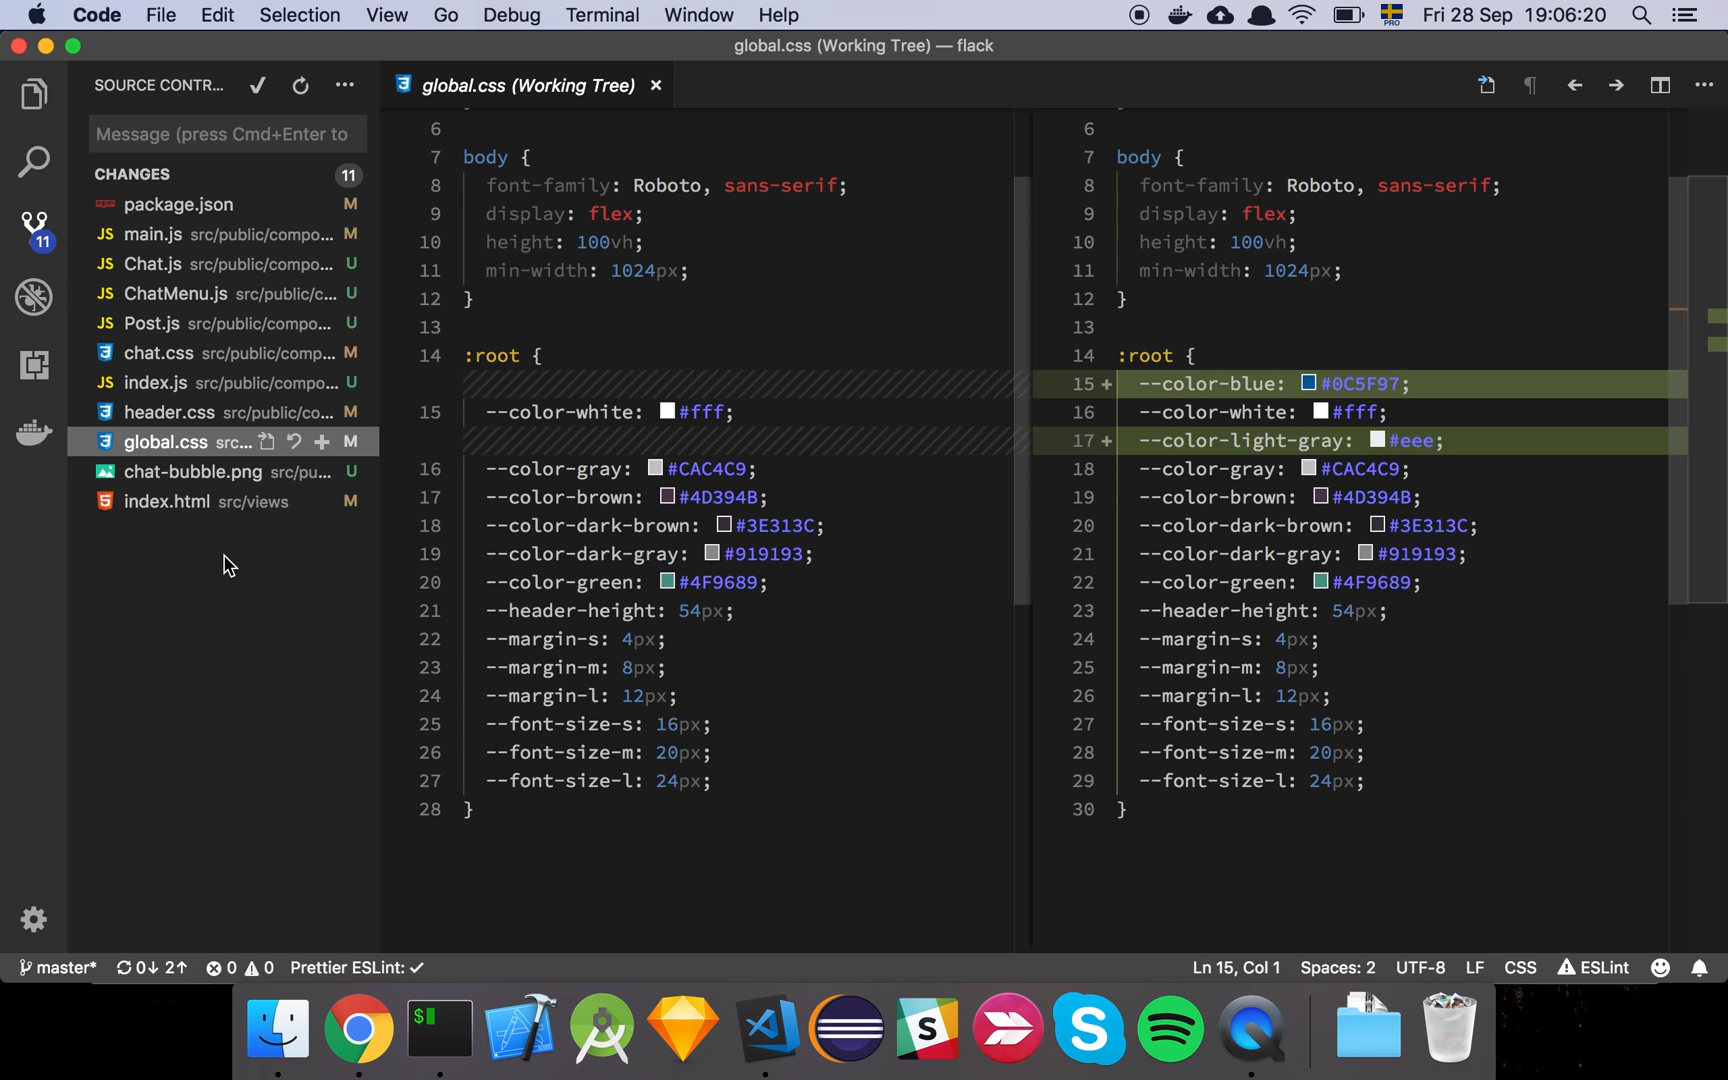 Code File Edit Selection View Go Debug Terminal Window Help PRO Fri 28 Sep 19:06:20
global.css (Working Tree) — flack
SOURCE CONTR...
global.css (Working Tree) ×
Message (press Cmd+Enter to
CHANGES 11
package.json M
main.js src/public/compo... M
Chat.js src/public/compo... U
11
ChatMenu.js src/public/c... U
Post.js src/public/compo... U
chat.css src/public/comp... M
index.js src/public/compo... U
header.css src/public/co... M
global.css src... M
chat-bubble.png src/pu... U
index.html src/views M
6
7 body {
8 font-family: Roboto, sans-serif;
9 display: flex;
10 height: 100vh;
11 min-width: 1024px;
12 }
13
14 :root {
15 --color-white: #fff;
16 --color-gray: #CAC4C9;
17 --color-brown: #4D394B;
18 --color-dark-brown: #3E313C;
19 --color-dark-gray: #919193;
20 --color-green: #4F9689;
21 --header-height: 54px;
22 --margin-s: 4px;
23 --margin-m: 8px;
24 --margin-l: 12px;
25 --font-size-s: 16px;
26 --font-size-m: 20px;
27 --font-size-l: 24px;
28 }
6
7 body {
8 font-family: Roboto, sans-serif;
9 display: flex;
10 height: 100vh;
11 min-width: 1024px;
12 }
13
14 :root {
15 + --color-blue: #0C5F97;
16 --color-white: #fff;
17 + --color-light-gray: #eee;
18 --color-gray: #CAC4C9;
19 --color-brown: #4D394B;
20 --color-dark-brown: #3E313C;
21 --color-dark-gray: #919193;
22 --color-green: #4F9689;
23 --header-height: 54px;
24 --margin-s: 4px;
25 --margin-m: 8px;
26 --margin-l: 12px;
27 --font-size-s: 16px;
28 --font-size-m: 20px;
29 --font-size-l: 24px;
30 }
master* 0↓ 2↑ 0 0 Prettier ESLint: ✓ Ln 15, Col 1 Spaces: 2 UTF-8 LF CSS ESLint